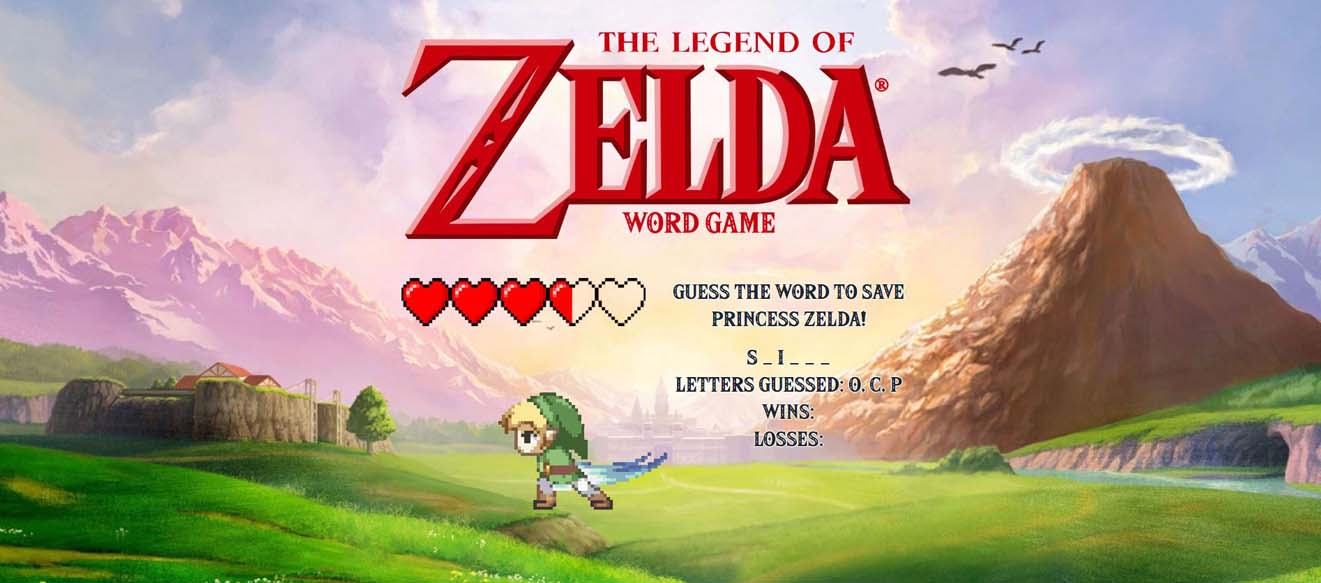 THE LEGEND OF
ZELDA®
WORD GAME
GUESS THE WORD TO SAVE
PRINCESS ZELDA!
S _ I _ _ _
LETTERS GUESSED: O, C, P
WINS:
LOSSES: